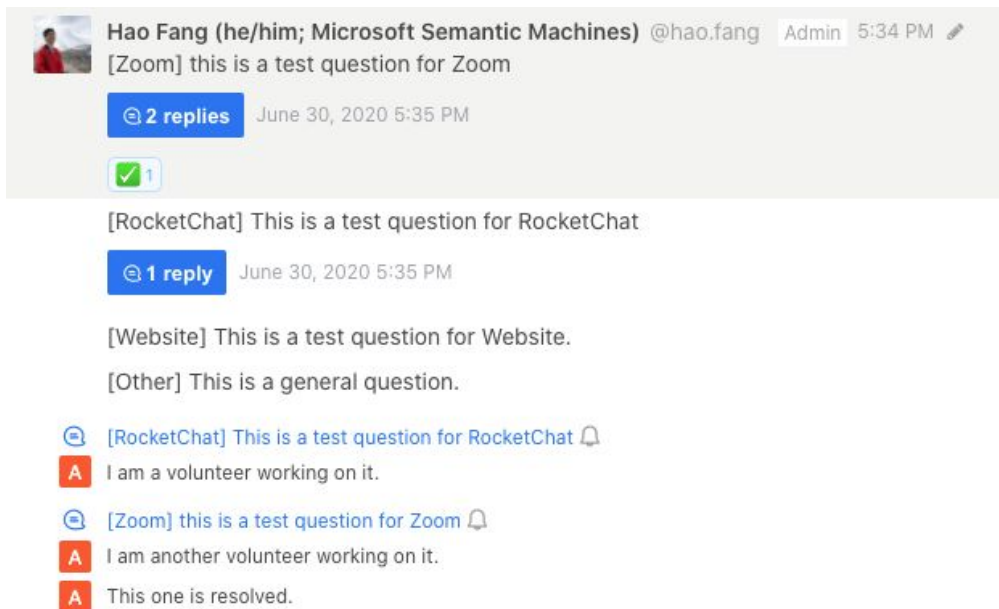 Hao Fang (he/him; Microsoft Semantic Machines) @hao.fang Admin 5:34 PM
[Zoom] this is a test question for Zoom
2 replies June 30, 2020 5:35 PM
1
[RocketChat] This is a test question for RocketChat
1 reply June 30, 2020 5:35 PM
[Website] This is a test question for Website.
[Other] This is a general question.
[RocketChat] This is a test question for RocketChat
A I am a volunteer working on it.
[Zoom] this is a test question for Zoom
A I am another volunteer working on it.
A This one is resolved.